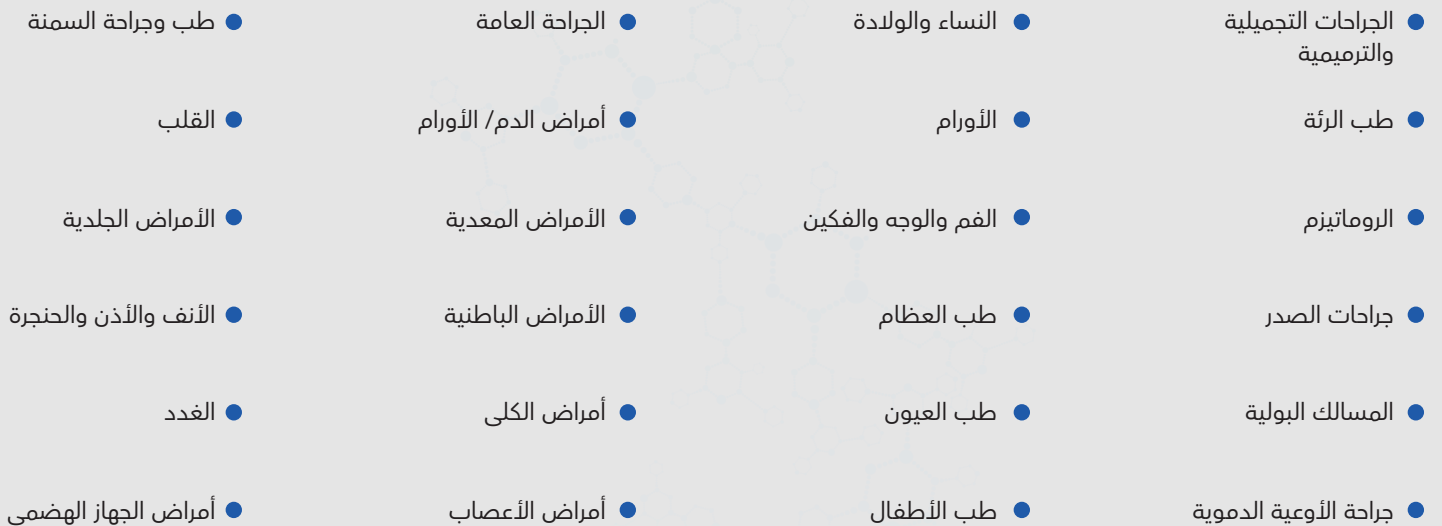 الجراحات التجميلية
والترميمية
النساء والولادة
الجراحة العامة
طب وجراحة السمنة
طب الرئة
الأورام
أمراض الدم/ الأورام
القلب
الروماتيزم
الفم والوجه والفكين
الأمراض المعدية
الأمراض الجلدية
جراحات الصدر
طب العظام
الأمراض الباطنية
الأنف والأذن والحنجرة
المسالك البولية
طب العيون
أمراض الكلى
الغدد
جراحة الأوعية الدموية
طب الأطفال
أمراض الأعصاب
أمراض الجهاز الهضمي